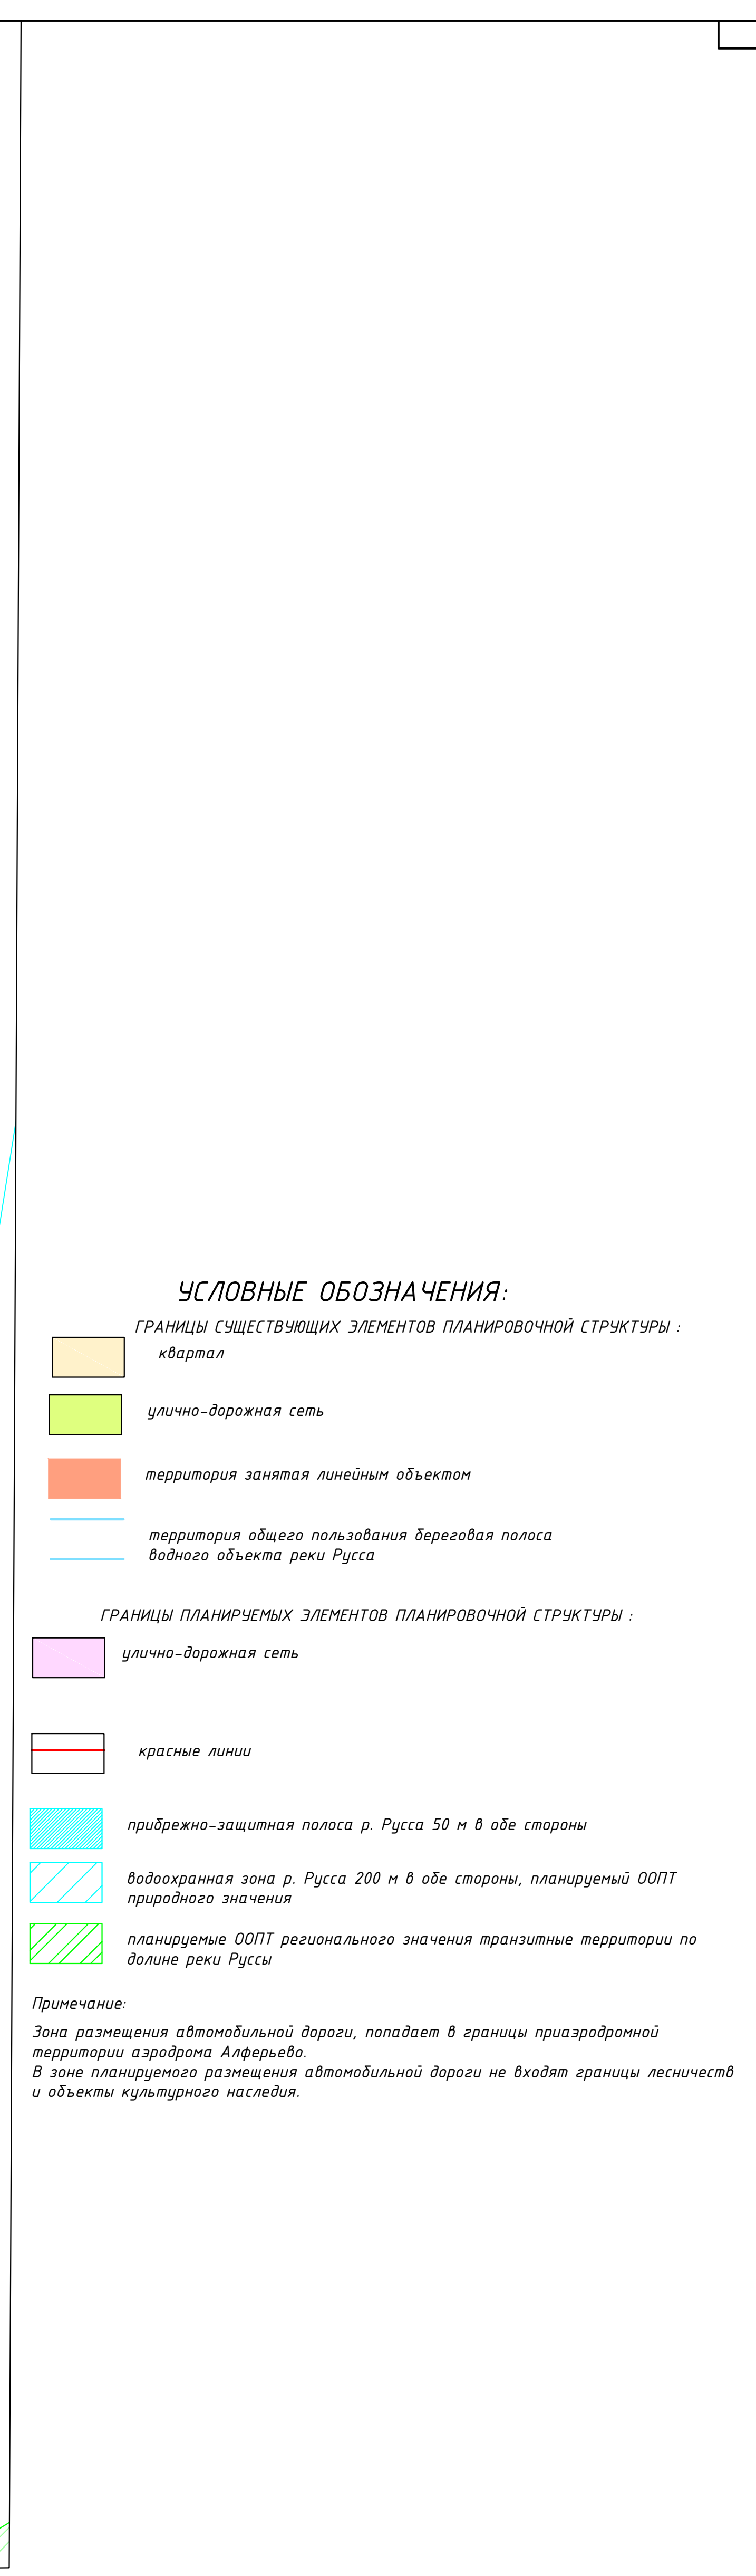 УСЛОВНЫЕ ОБОЗНАЧЕНИЯ:
ГРАНИЦЫ СУЩЕСТВУЮЩИХ ЭЛЕМЕНТОВ ПЛАНИРОВОЧНОЙ СТРУКТУРЫ :
квартал
улично-дорожная сеть
территория занятая линейным объектом
территория общего пользования береговая полоса
водного объекта реки Русса
ГРАНИЦЫ ПЛАНИРУЕМЫХ ЭЛЕМЕНТОВ ПЛАНИРОВОЧНОЙ СТРУКТУРЫ :
улично-дорожная сеть
красные линии
прибрежно-защитная полоса р. Русса 50 м в обе стороны
водоохранная зона р. Русса 200 м в обе стороны, планируемый ООПТ
природного значения
планируемые ООПТ регионального значения транзитные территории по
долине реки Руссы
Примечание:
Зона размещения автомобильной дороги, попадает в границы приаэродромной
территории аэродрома Алферьево.
В зоне планируемого размещения автомобильной дороги не входят границы лесничеств
и объекты культурного наследия.